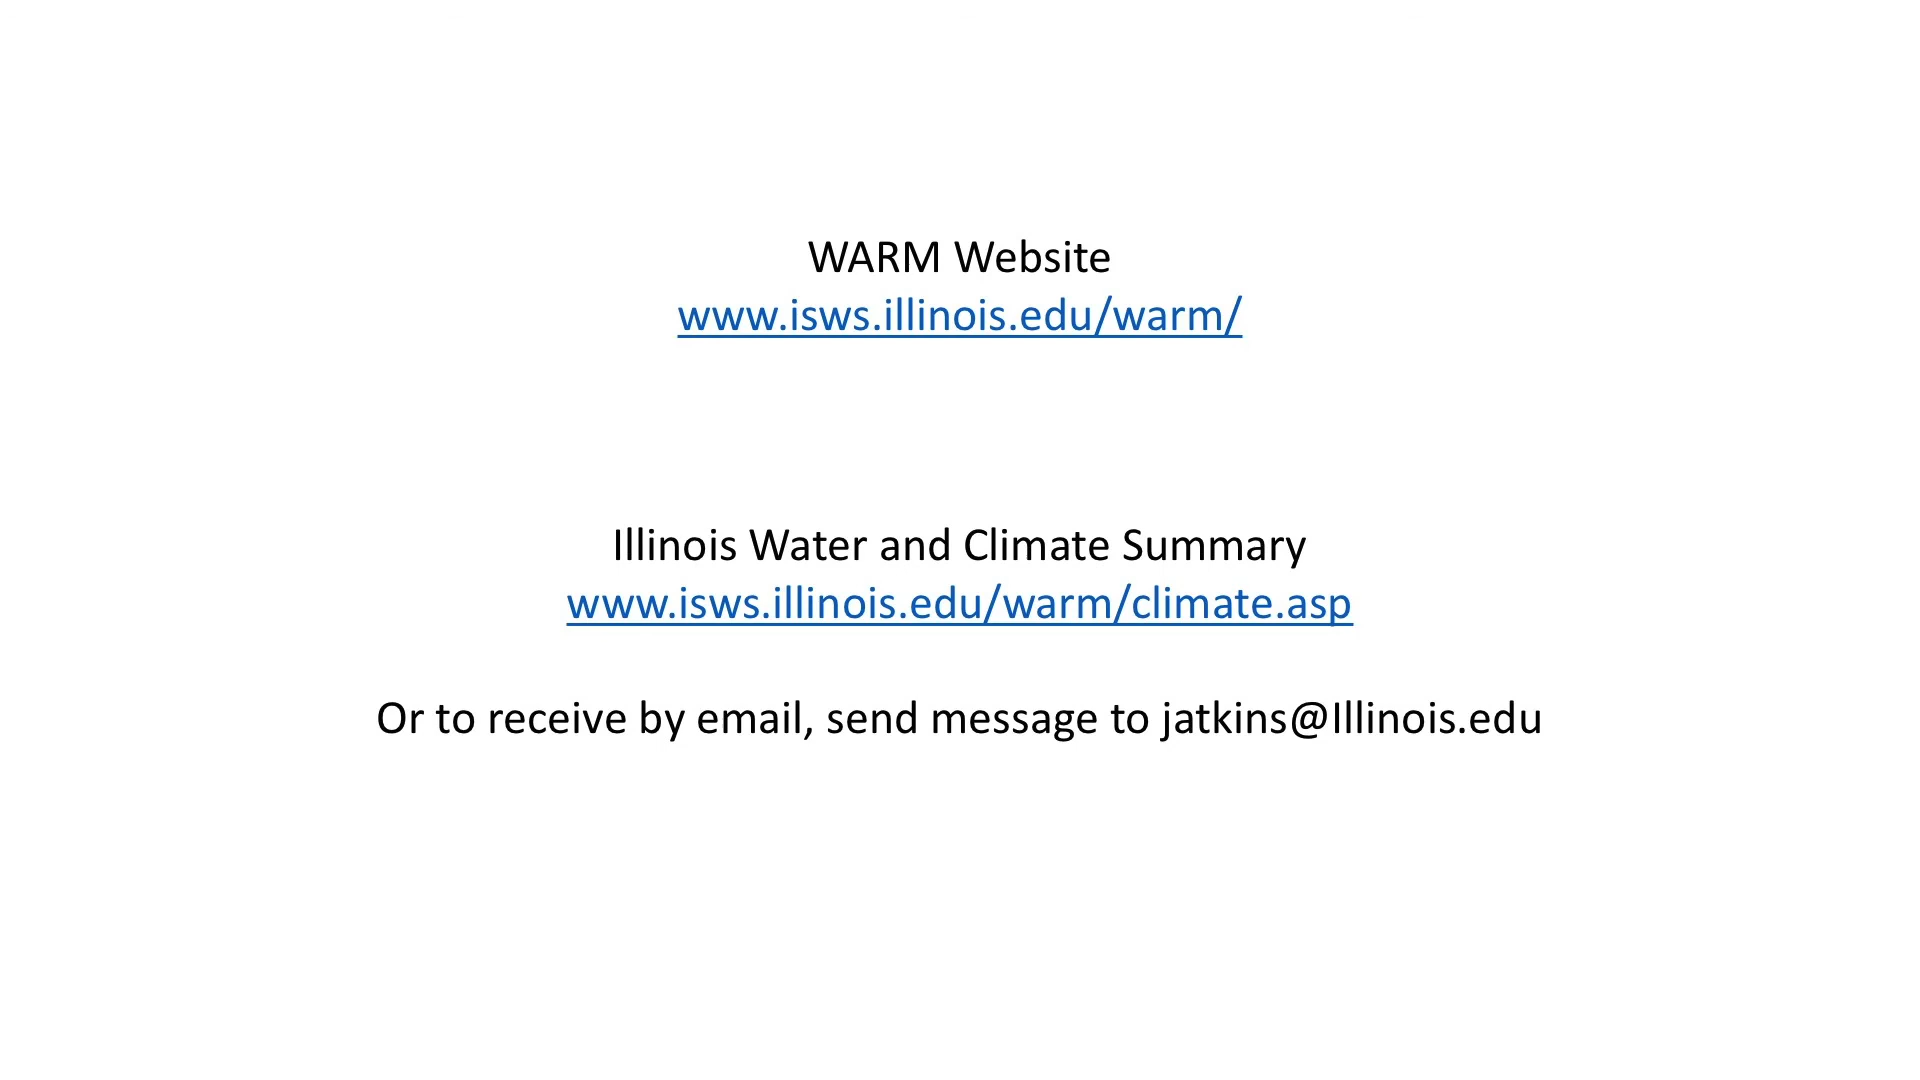 WARM Website
www.isws.illinois.edu/warm/
Illinois Water and Climate Summary
www.isws.illinois.edu/warm/climate.asp
Or to receive by email, send message to jatkins@Illinois.edu